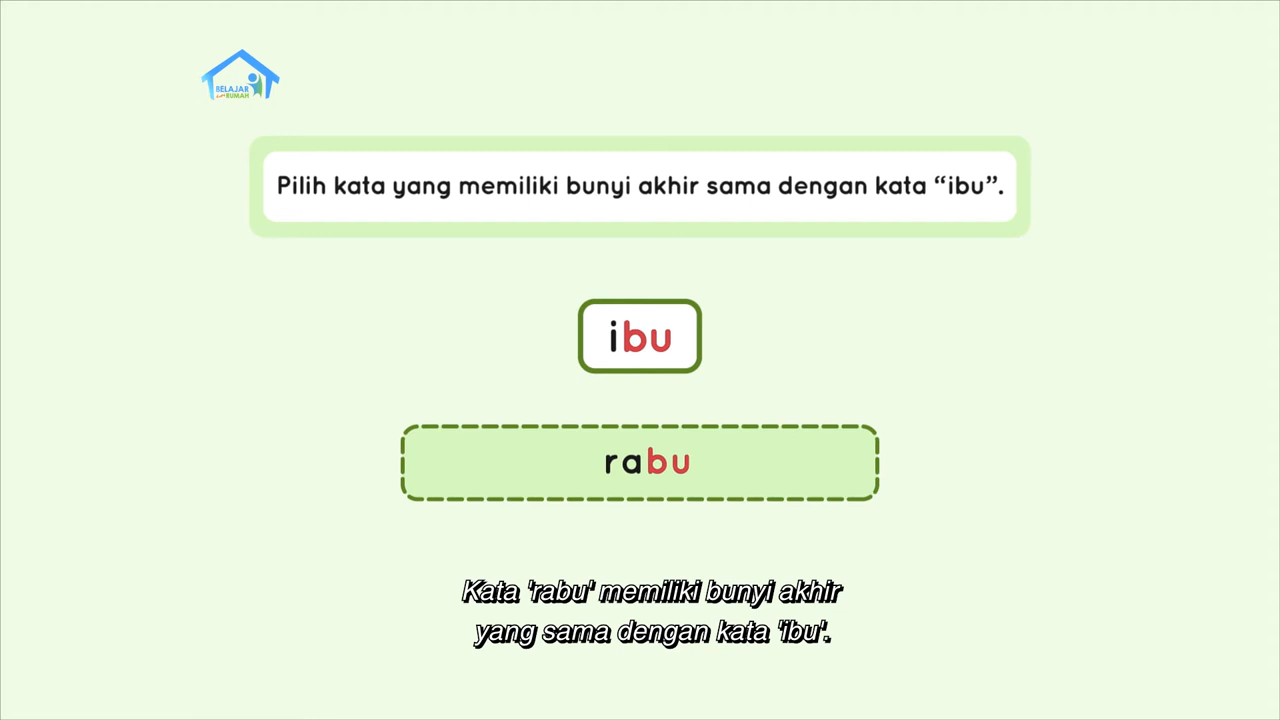 BELAJAR
dari RUMAH
Pilih kata yang memiliki bunyi akhir sama dengan kata “ibu”.
ibu
rabu
Kata 'rabu' memiliki bunyi akhir
yang sama dengan kata 'ibu'.